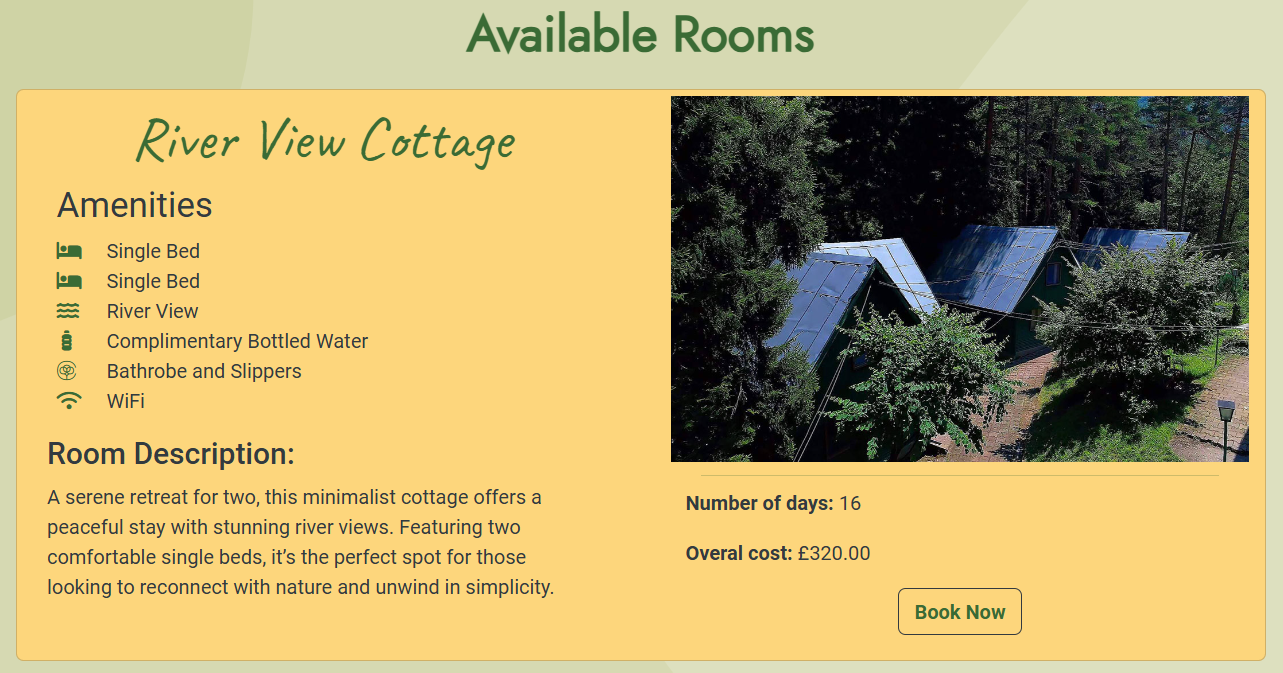 Available Rooms
River View Cottage
Amenities
Single Bed
Single Bed
River View
Complimentary Bottled Water
Bathrobe and Slippers
WiFi
Room Description:
A serene retreat for two, this minimalist cottage offers a
peaceful stay with stunning river views. Featuring two
comfortable single beds, it’s the perfect spot for those
looking to reconnect with nature and unwind in simplicity.
Number of days: 16
Overal cost: £320.00
Book Now